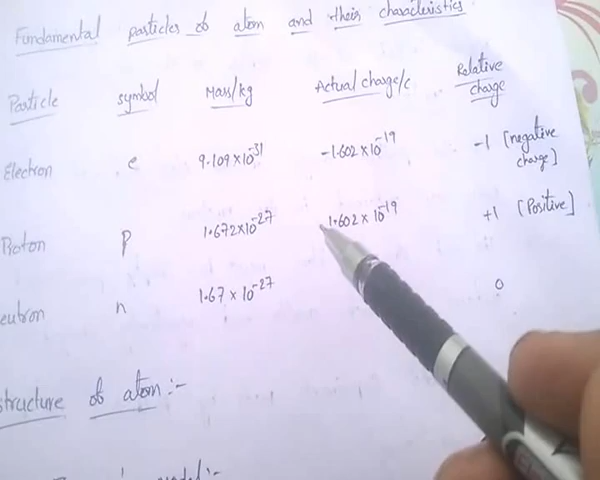 Fundamental particles of atom and their characteristics
Particle symbol Mass/kg Actual charge/c Relative charge
Electron e 9.109×10⁻³¹ -1.602×10⁻¹⁹ -1 [negative charge]
Proton p 1.672×10⁻²⁷ 1.602×10⁻¹⁹ +1 [Positive]
eutron n 1.67×10⁻²⁷ 0
structure of atom:-